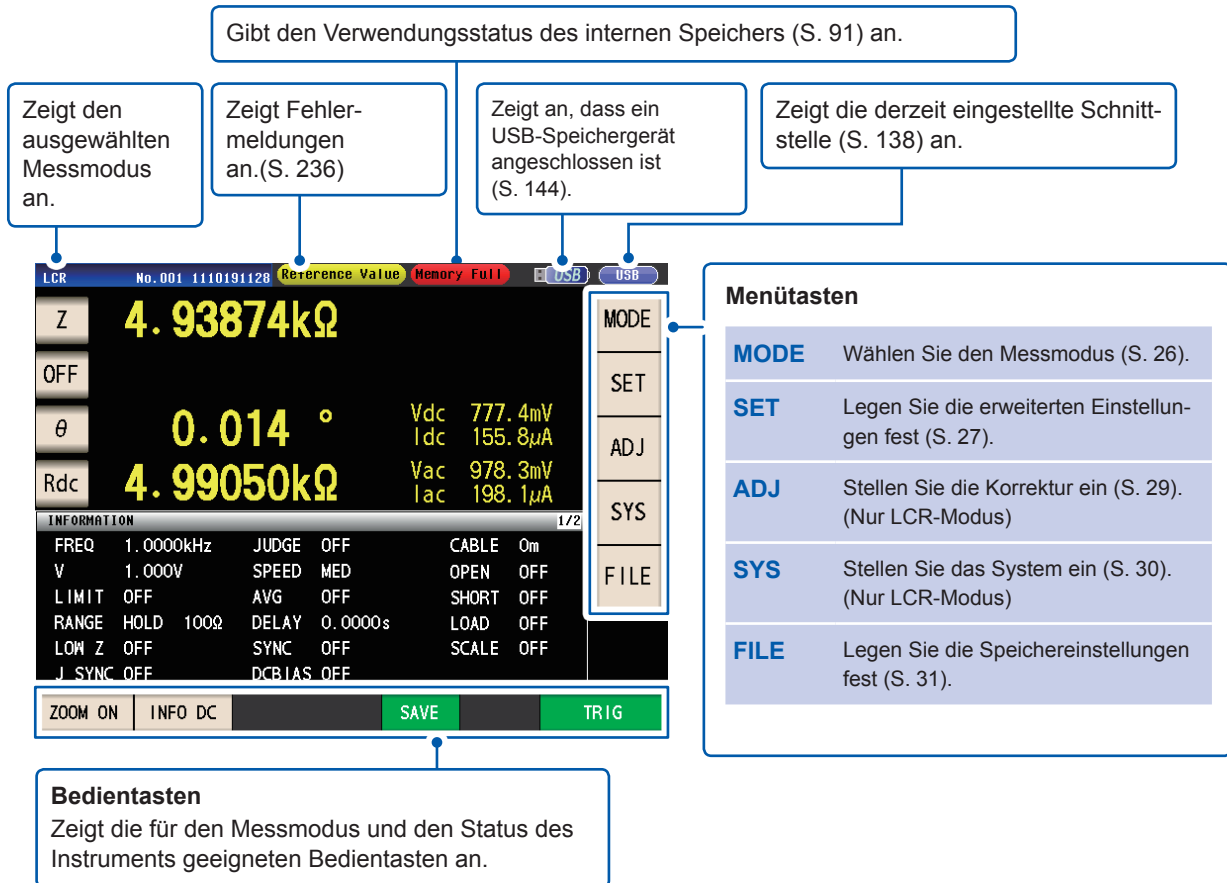 Gibt den Verwendungsstatus des internen Speichers (S. 91) an.
Zeigt den
ausgewählten
Messmodus
an.
Zeigt Fehler-
meldungen
an.(S. 236)
Zeigt an, dass ein
USB-Speichergerät
angeschlossen ist
(S. 144).
Zeigt die derzeit eingestellte Schnitt-
stelle (S. 138) an.
LCR No.001 1110191128 Reference Value Memory Full USB USB
Z 4.93874kΩ
OFF
θ 0.014 °
Vdc 777.4mV
Idc 155.8μA
Rdc 4.99050kΩ
Vac 978.3mV
Iac 198.1μA
MODE
SET
ADJ
SYS
FILE
INFORMATION 1/2
FREQ 1.0000kHz JUDGE OFF CABLE 0m
V 1.000V SPEED MED OPEN OFF
LIMIT OFF AVG OFF SHORT OFF
RANGE HOLD 100Ω DELAY 0.0000s LOAD OFF
LOW Z OFF SYNC OFF SCALE OFF
J SYNC OFF DCBIAS OFF
ZOOM ON INFO DC SAVE TRIG
Menütasten
MODE Wählen Sie den Messmodus (S. 26).
SET Legen Sie die erweiterten Einstellun-
gen fest (S. 27).
ADJ Stellen Sie die Korrektur ein (S. 29).
(Nur LCR-Modus)
SYS Stellen Sie das System ein (S. 30).
(Nur LCR-Modus)
FILE Legen Sie die Speichereinstellungen
fest (S. 31).
Bedientasten
Zeigt die für den Messmodus und den Status des
Instruments geeigneten Bedientasten an.